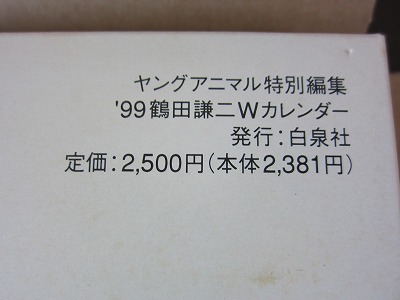 ヤングアニマル特別編集
'99鶴田謙二Wカレンダー
発行:白泉社
定価:2,500円(本体2,381円)